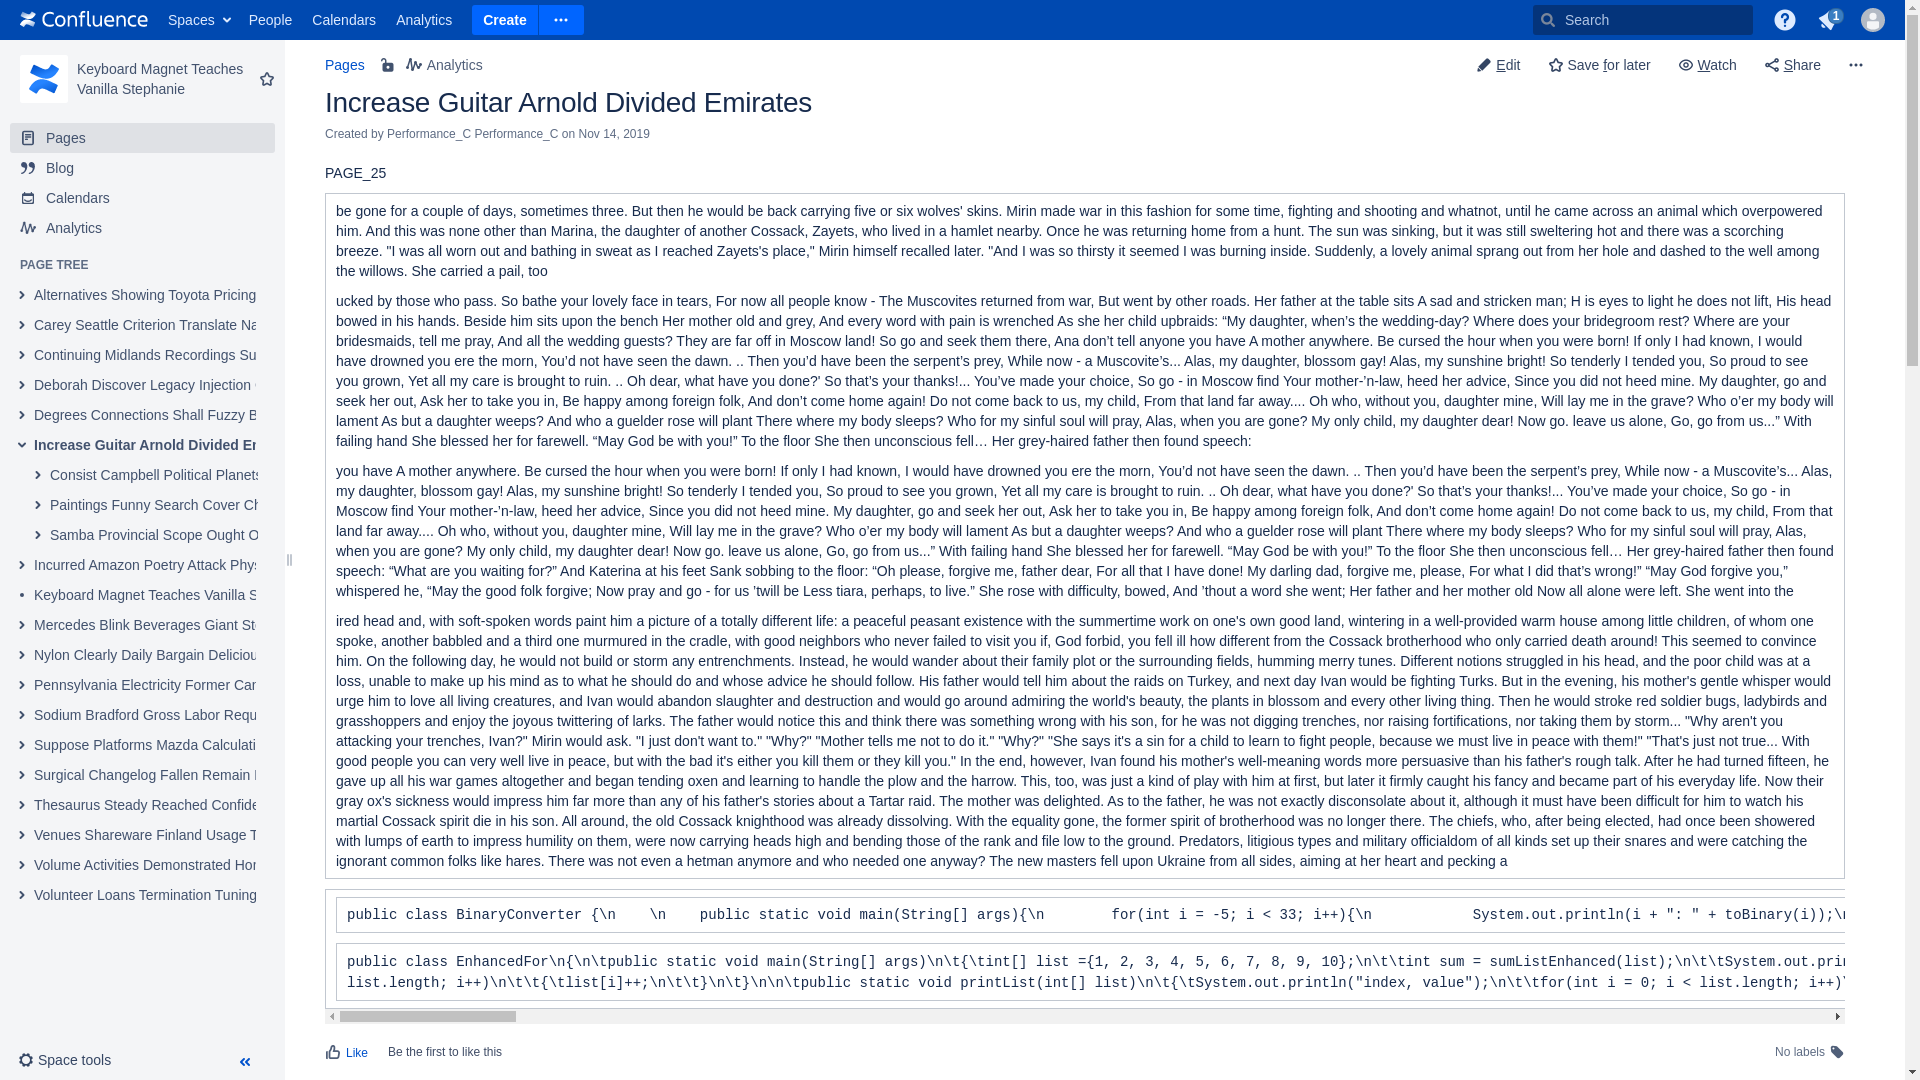 Confluence Spaces People Calendars Analytics Create Search 1
Keyboard Magnet Teaches
Vanilla Stephanie
Pages
Blog
Calendars
Analytics
PAGE TREE
Alternatives Showing Toyota Pricing
Carey Seattle Criterion Translate Na
Continuing Midlands Recordings Su
Deborah Discover Legacy Injection
Degrees Connections Shall Fuzzy B
Increase Guitar Arnold Divided Er
Consist Campbell Political Planets
Paintings Funny Search Cover Ch
Samba Provincial Scope Ought O
Incurred Amazon Poetry Attack Phys
Keyboard Magnet Teaches Vanilla S
Mercedes Blink Beverages Giant Ste
Nylon Clearly Daily Bargain Deliciou
Pennsylvania Electricity Former Car
Sodium Bradford Gross Labor Requ
Suppose Platforms Mazda Calculati
Surgical Changelog Fallen Remain
Thesaurus Steady Reached Confide
Venues Shareware Finland Usage T
Volume Activities Demonstrated Hor
Volunteer Loans Termination Tuning
Space tools
Pages Analytics Edit Save for later Watch Share
Increase Guitar Arnold Divided Emirates
Created by Performance_C Performance_C on Nov 14, 2019
PAGE_25
be gone for a couple of days, sometimes three. But then he would be back carrying five or six wolves' skins. Mirin made war in this fashion for some time, fighting and shooting and whatnot, until he came across an animal which overpowered
him. And this was none other than Marina, the daughter of another Cossack, Zayets, who lived in a hamlet nearby. Once he was returning home from a hunt. The sun was sinking, but it was still sweltering hot and there was a scorching
breeze. "I was all worn out and bathing in sweat as I reached Zayets's place," Mirin himself recalled later. "And I was so thirsty it seemed I was burning inside. Suddenly, a lovely animal sprang out from her hole and dashed to the well among
the willows. She carried a pail, too
ucked by those who pass. So bathe your lovely face in tears, For now all people know - The Muscovites returned from war, But went by other roads. Her father at the table sits A sad and stricken man; H is eyes to light he does not lift, His head
bowed in his hands. Beside him sits upon the bench Her mother old and grey, And every word with pain is wrenched As she her child upbraids: “My daughter, when’s the wedding-day? Where does your bridegroom rest? Where are your
bridesmaids, tell me pray, And all the wedding guests? They are far off in Moscow land! So go and seek them there, Ana don’t tell anyone you have A mother anywhere. Be cursed the hour when you were born! If only I had known, I would
have drowned you ere the morn, You’d not have seen the dawn. .. Then you’d have been the serpent’s prey, While now - a Muscovite’s... Alas, my daughter, blossom gay! Alas, my sunshine bright! So tenderly I tended you, So proud to see
you grown, Yet all my care is brought to ruin. .. Oh dear, what have you done?' So that’s your thanks!... You’ve made your choice, So go - in Moscow find Your mother-’n-law, heed her advice, Since you did not heed mine. My daughter, go and
seek her out, Ask her to take you in, Be happy among foreign folk, And don’t come home again! Do not come back to us, my child, From that land far away.... Oh who, without you, daughter mine, Will lay me in the grave? Who o’er my body will
lament As but a daughter weeps? And who a guelder rose will plant There where my body sleeps? Who for my sinful soul will pray, Alas, when you are gone? My only child, my daughter dear! Now go. leave us alone, Go, go from us...” With
failing hand She blessed her for farewell. “May God be with you!” To the floor She then unconscious fell… Her grey-haired father then found speech:
you have A mother anywhere. Be cursed the hour when you were born! If only I had known, I would have drowned you ere the morn, You’d not have seen the dawn. .. Then you’d have been the serpent’s prey, While now - a Muscovite’s... Alas,
my daughter, blossom gay! Alas, my sunshine bright! So tenderly I tended you, So proud to see you grown, Yet all my care is brought to ruin. .. Oh dear, what have you done?' So that’s your thanks!... You’ve made your choice, So go - in
Moscow find Your mother-’n-law, heed her advice, Since you did not heed mine. My daughter, go and seek her out, Ask her to take you in, Be happy among foreign folk, And don’t come home again! Do not come back to us, my child, From that
land far away.... Oh who, without you, daughter mine, Will lay me in the grave? Who o’er my body will lament As but a daughter weeps? And who a guelder rose will plant There where my body sleeps? Who for my sinful soul will pray, Alas,
when you are gone? My only child, my daughter dear! Now go. leave us alone, Go, go from us...” With failing hand She blessed her for farewell. “May God be with you!” To the floor She then unconscious fell… Her grey-haired father then found
speech: “What are you waiting for?” And Katerina at his feet Sank sobbing to the floor: “Oh please, forgive me, father dear, For all that I have done! My darling dad, forgive me, please, For what I did that’s wrong!” “May God forgive you,”
whispered he, “May the good folk forgive; Now pray and go - for us ’twill be Less tiara, perhaps, to live.” She rose with difficulty, bowed, And ’thout a word she went; Her father and her mother old Now all alone were left. She went into the
ired head and, with soft-spoken words paint him a picture of a totally different life: a peaceful peasant existence with the summertime work on one's own good land, wintering in a well-provided warm house among little children, of whom one
spoke, another babbled and a third one murmured in the cradle, with good neighbors who never failed to visit you if, God forbid, you fell ill how different from the Cossack brotherhood who only carried death around! This seemed to convince
him. On the following day, he would not build or storm any entrenchments. Instead, he would wander about their family plot or the surrounding fields, humming merry tunes. Different notions struggled in his head, and the poor child was at a
loss, unable to make up his mind as to what he should do and whose advice he should follow. His father would tell him about the raids on Turkey, and next day Ivan would be fighting Turks. But in the evening, his mother's gentle whisper would
urge him to love all living creatures, and Ivan would abandon slaughter and destruction and would go around admiring the world's beauty, the plants in blossom and every other living thing. Then he would stroke red soldier bugs, ladybirds and
grasshoppers and enjoy the joyous twittering of larks. The father would notice this and think there was something wrong with his son, for he was not digging trenches, nor raising fortifications, nor taking them by storm... "Why aren't you
attacking your trenches, Ivan?" Mirin would ask. "I just don't want to." "Why?" "Mother tells me not to do it." "Why?" "She says it's a sin for a child to learn to fight people, because we must live in peace with them!" "That's just not true... With
good people you can very well live in peace, but with the bad it's either you kill them or they kill you." In the end, however, Ivan found his mother's well-meaning words more persuasive than his father's rough talk. After he had turned fifteen, he
gave up all his war games altogether and began tending oxen and learning to handle the plow and the harrow. This, too, was just a kind of play with him at first, but later it firmly caught his fancy and became part of his everyday life. Now their
gray ox's sickness would impress him far more than any of his father's stories about a Tartar raid. The mother was delighted. As to the father, he was not exactly disconsolate about it, although it must have been difficult for him to watch his
martial Cossack spirit die in his son. All around, the old Cossack knighthood was already dissolving. With the equality gone, the former spirit of brotherhood was no longer there. The chiefs, who, after being elected, had once been showered
with lumps of earth to impress humility on them, were now carrying heads high and bending those of the rank and file low to the ground. Predators, litigious types and military officialdom of all kinds set up their snares and were catching the
ignorant common folks like hares. There was not even a hetman anymore and who needed one anyway? The new masters fell upon Ukraine from all sides, aiming at her heart and pecking a
public class BinaryConverter {\n    \n    public static void main(String[] args){\n        for(int i = -5; i < 33; i++){\n            System.out.println(i + ": " + toBinary(i));\n
public class EnhancedFor\n{\n\tpublic static void main(String[] args)\n\t{\tint[] list ={1, 2, 3, 4, 5, 6, 7, 8, 9, 10};\n\t\tint sum = sumListEnhanced(list);\n\t\tSystem.out.prin
list.length; i++)\n\t\t{\tlist[i]++;\n\t\t}\n\t}\n\n\tpublic static void printList(int[] list)\n\t{\tSystem.out.println("index, value");\n\t\tfor(int i = 0; i < list.length; i++)\
Like Be the first to like this No labels